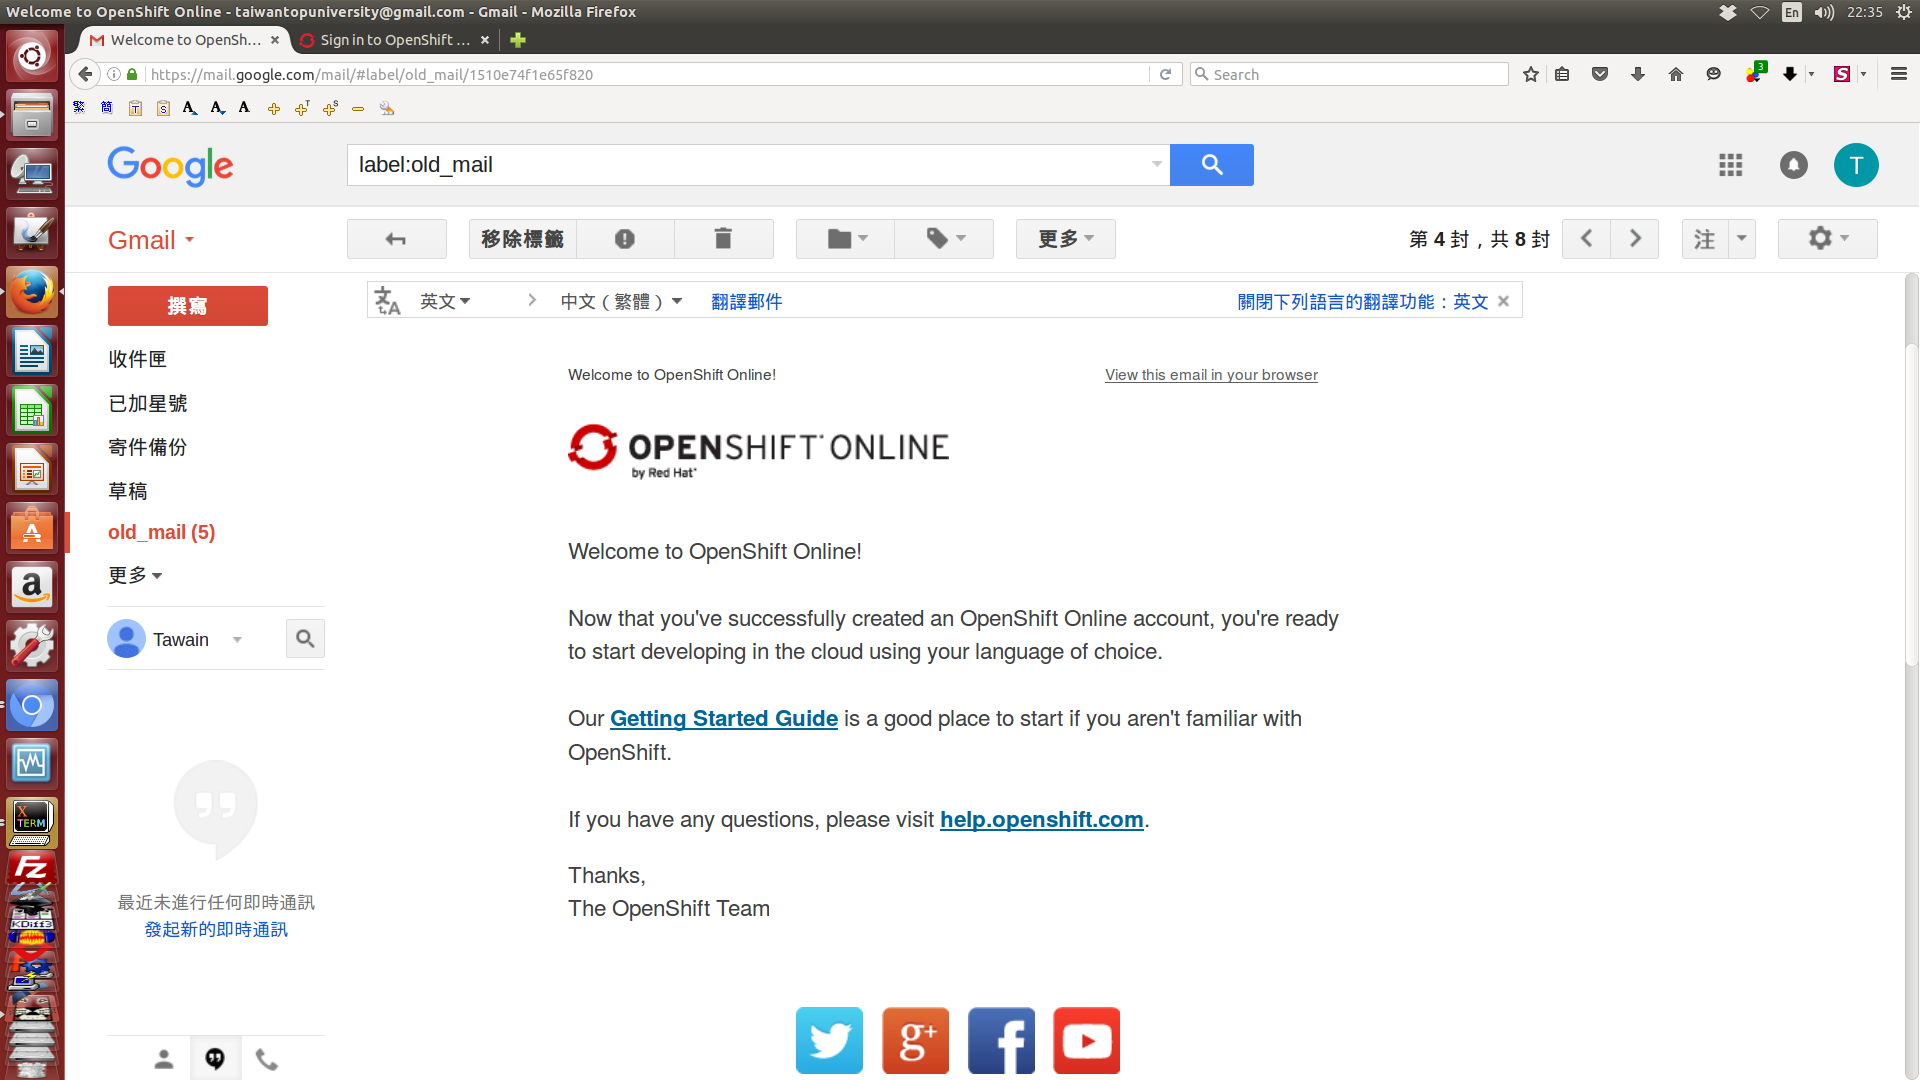 Welcome to OpenShift Online - taiwantopuniversity@gmail.com - Gmail - Mozilla Firefox
En
22:35
Welcome to OpenSh...
Sign in to OpenShift ...
https://mail.google.com/mail/#label/old_mail/1510e74f1e65f820
Search
3
S
繁 簡 T S A A A T S
Google
label:old_mail
T
Gmail
移除標籤
更多
第 4 封，共 8 封
注
撰寫
英文
中文（繁體）
翻譯郵件
關閉下列語言的翻譯功能：英文
收件匣
已加星號
寄件備份
草稿
old_mail (5)
更多
Tawain
最近未進行任何即時通訊
發起新的即時通訊
Welcome to OpenShift Online!
View this email in your browser
OPENSHIFT ONLINE
by Red Hat
Welcome to OpenShift Online!
Now that you've successfully created an OpenShift Online account, you're ready
to start developing in the cloud using your language of choice.
Our Getting Started Guide is a good place to start if you aren't familiar with
OpenShift.
If you have any questions, please visit help.openshift.com.
Thanks,
The OpenShift Team
g+
f
a
X
TERM
FZ
KDiff3